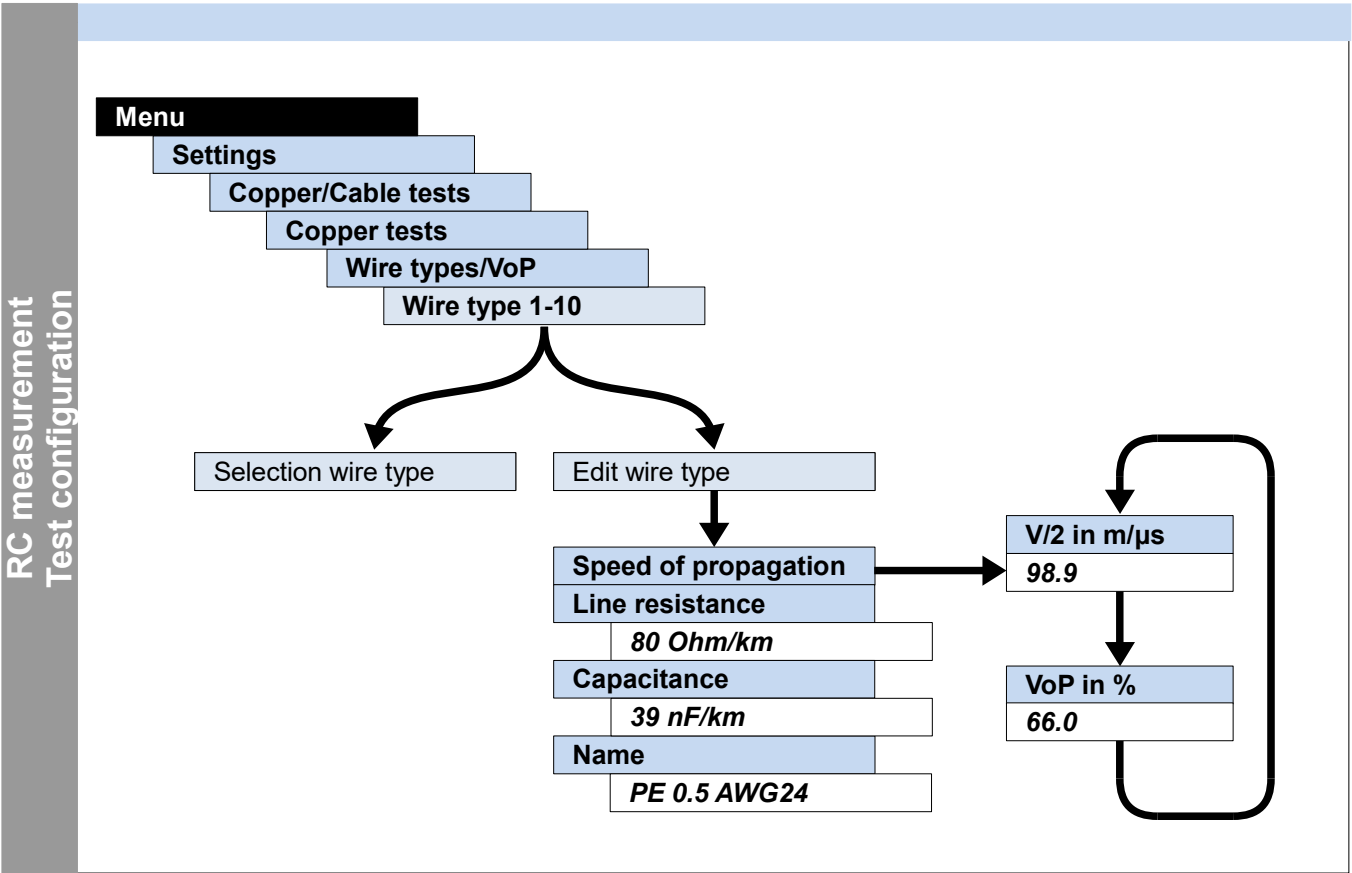 RC measurement
Test configuration
Menu
Settings
Copper/Cable tests
Copper tests
Wire types/VoP
Wire type 1-10
Selection wire type
Edit wire type
Speed of propagation
Line resistance
80 Ohm/km
Capacitance
39 nF/km
Name
PE 0.5 AWG24
V/2 in m/µs
98.9
VoP in %
66.0